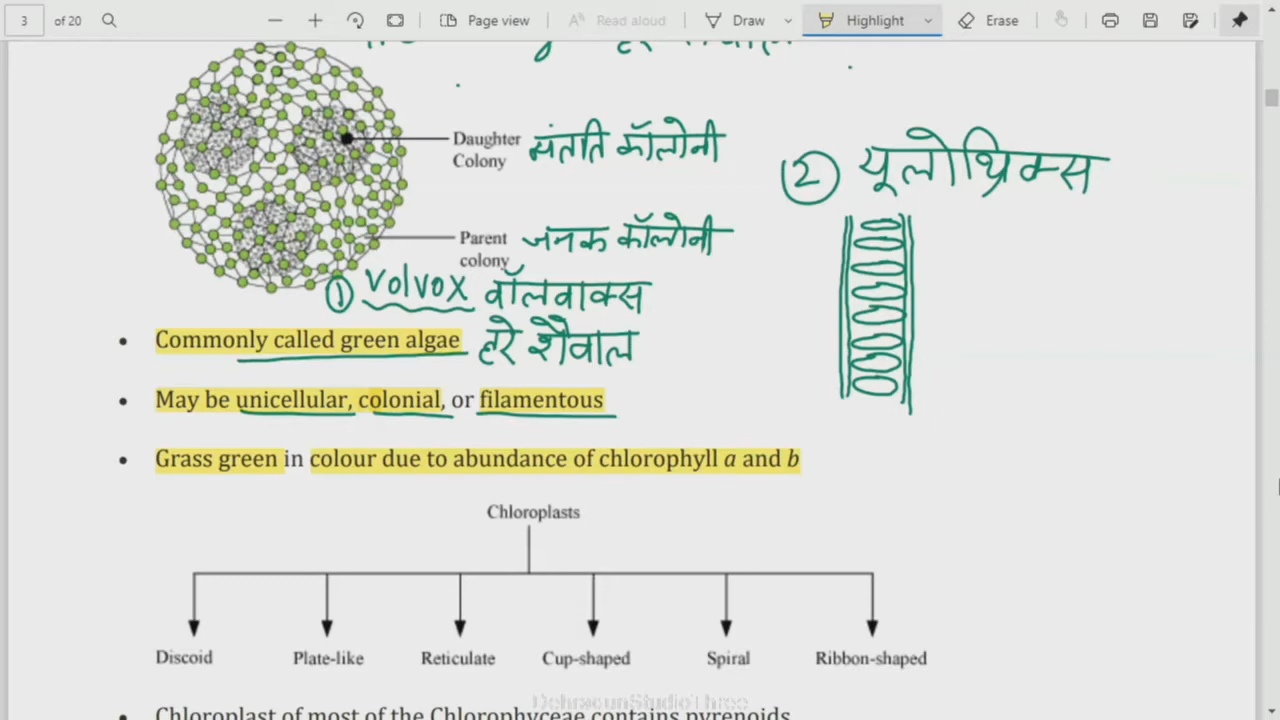 3 of 20 Page view Read aloud Draw Highlight Erase
हरे
Daughter Colony संतति कॉलोनी
② यूलोथ्रिक्स
Parent colony जनक कॉलोनी
① Volvox वॉलवाक्स
• Commonly called green algae हरे शैवाल
• May be unicellular, colonial, or filamentous
• Grass green in colour due to abundance of chlorophyll a and b
Chloroplasts
Discoid Plate-like Reticulate Cup-shaped Spiral Ribbon-shaped
DehradunStudioThree
• Chloroplast of most of the Chlorophyceae contains pyrenoids